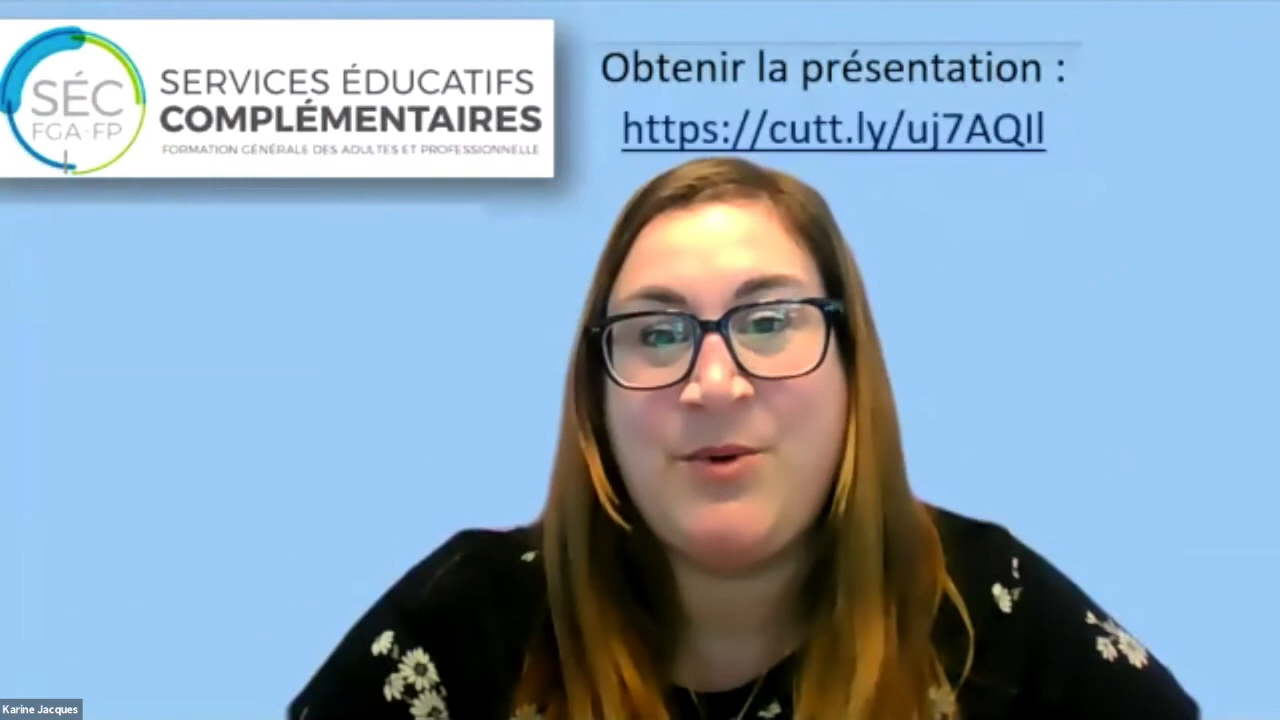 SÉC
FGA·FP
SERVICES ÉDUCATIFS
COMPLÉMENTAIRES
FORMATION GÉNÉRALE DES ADULTES ET PROFESSIONNELLE
Obtenir la présentation :
https://cutt.ly/uj7AQIl
Karine Jacques